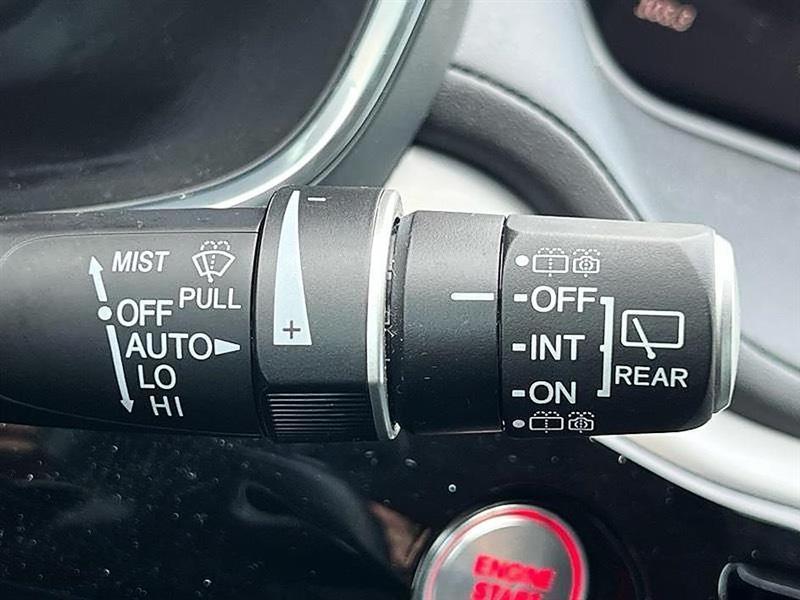 MIST
PULL
OFF
AUTO
LO
HI
-
+
OFF
INT
ON
REAR
ENGINE
START